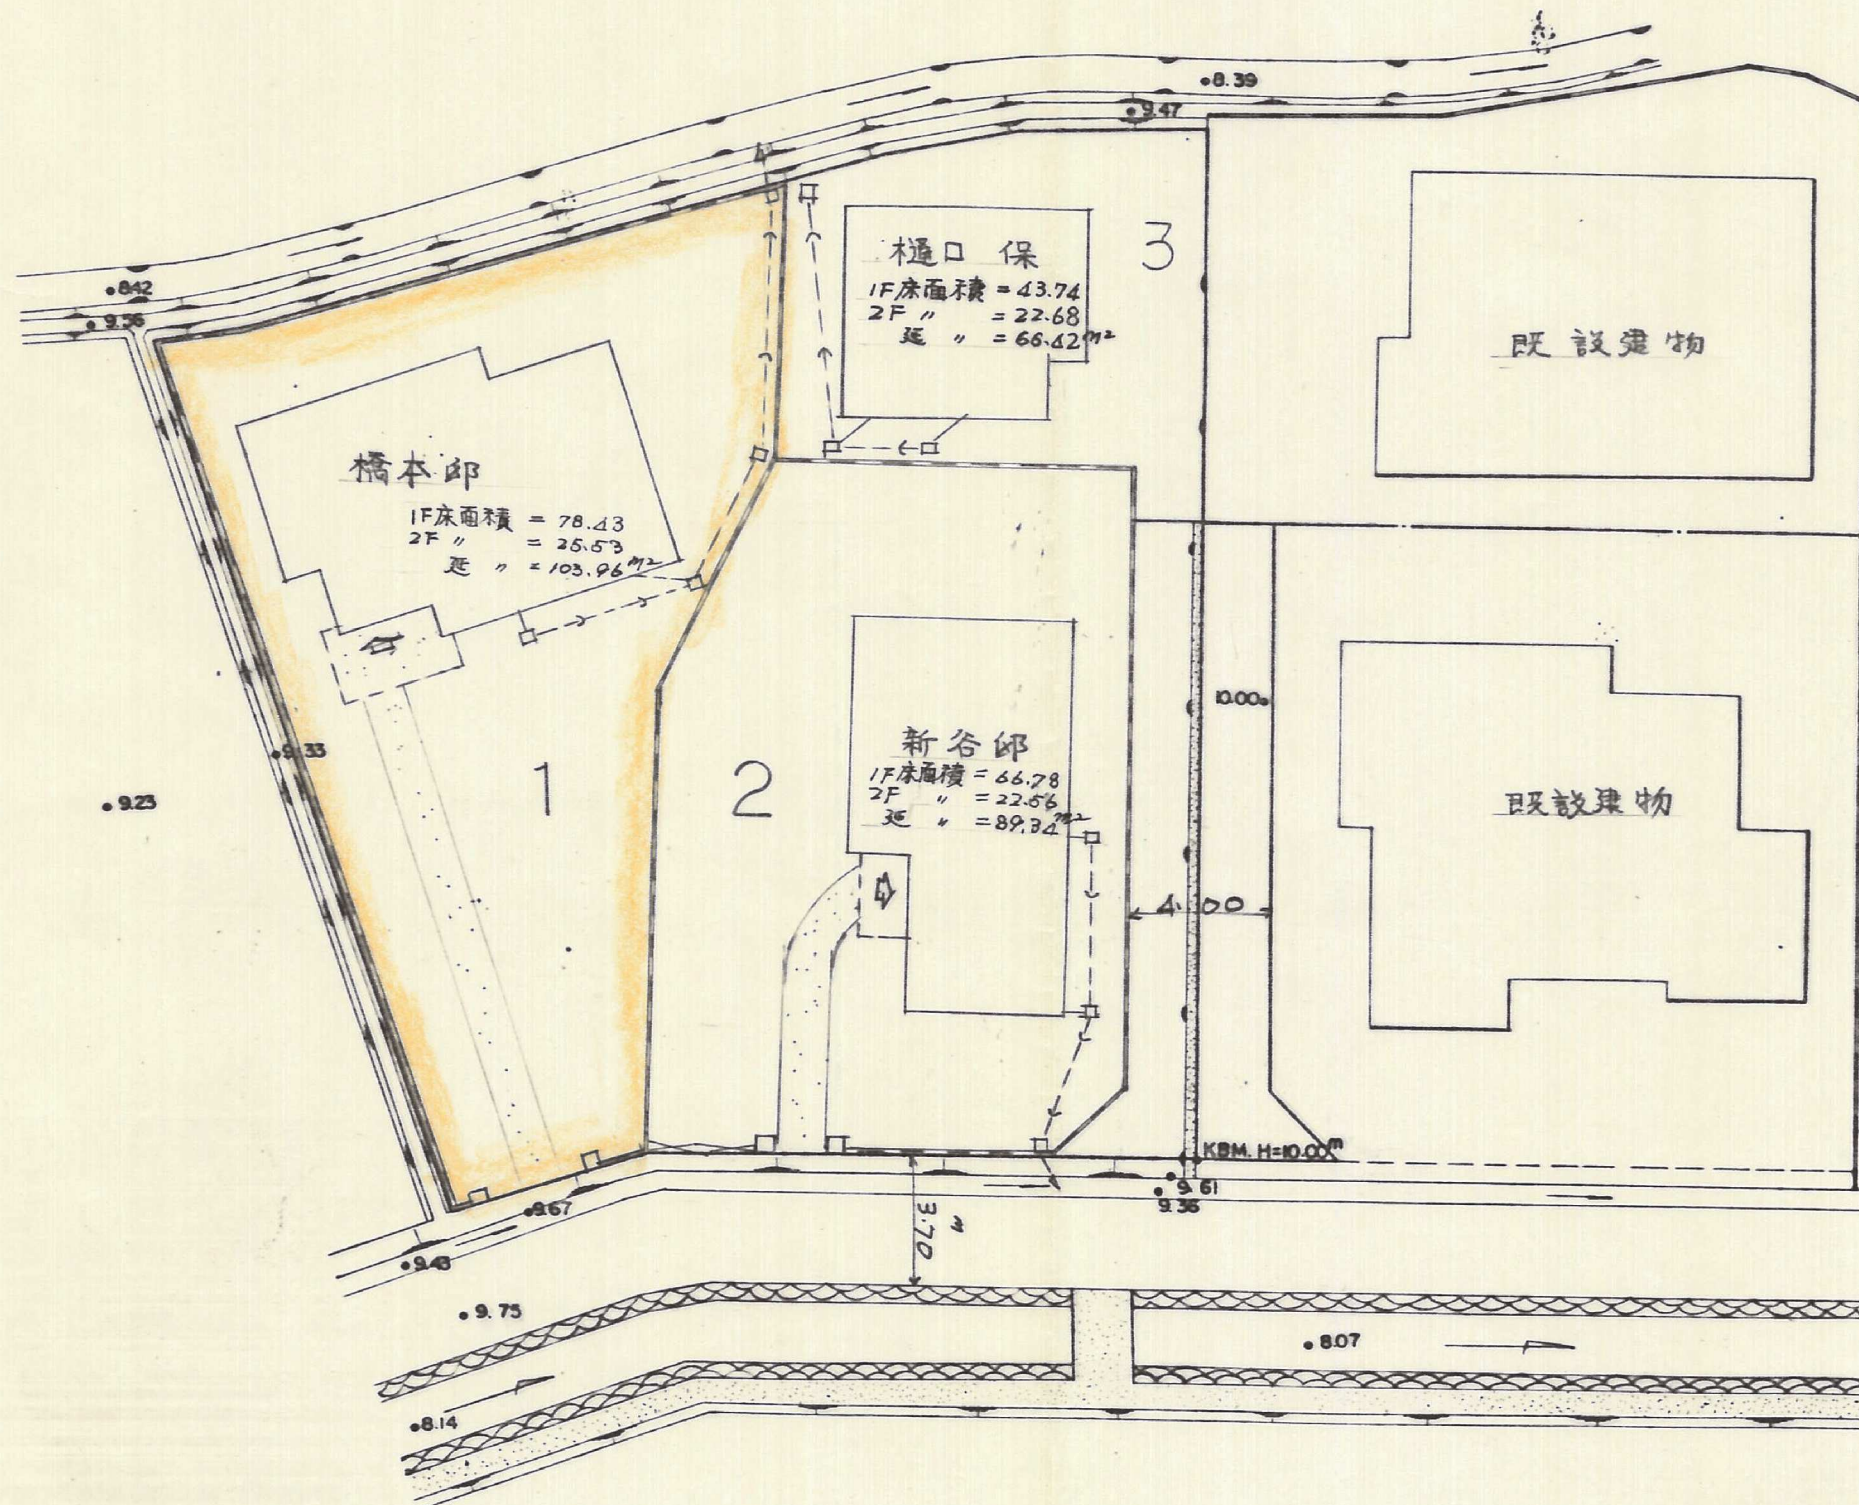 •8.39
•9.47
3
樋口 保
1F床面積 = 43.74
2F 〃 = 22.68
延 〃 = 66.42m²
既設建物
•8.42
•9.56
橋本邸
1F床面積 = 78.43
2F 〃 = 25.53
延 〃 = 103.96m²
10.00•
•9.33
•9.23
1
2
新谷邸
1F床面積 = 66.78
2F 〃 = 22.56
延 〃 = 89.34m²
既設建物
4.00
KBM. H=10.00m
•9.61
•9.36
•9.67
3.70m
•9.43
•9.75
•8.07
•8.14